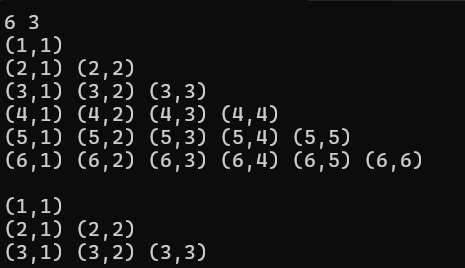 6 3
(1,1)
(2,1) (2,2)
(3,1) (3,2) (3,3)
(4,1) (4,2) (4,3) (4,4)
(5,1) (5,2) (5,3) (5,4) (5,5)
(6,1) (6,2) (6,3) (6,4) (6,5) (6,6)

(1,1)
(2,1) (2,2)
(3,1) (3,2) (3,3)